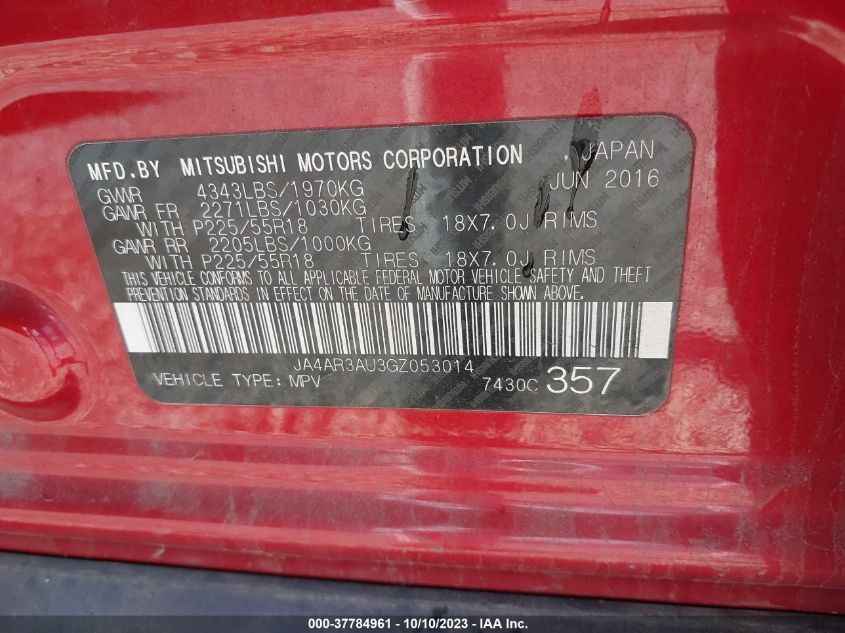 MFD.BY MITSUBISHI MOTORS CORPORATION , JAPAN
GVWR 4343LBS/1970KG JUN 2016
GAWR FR 2271LBS/1030KG
WITH P225/55R18 TIRES 18X7.0J RIMS
GAWR RR 2205LBS/1000KG
WITH P225/55R18 TIRES 18X7.0J RIMS
THIS VEHICLE CONFORMS TO ALL APPLICABLE FEDERAL MOTOR VEHICLE SAFETY AND THEFT
PREVENTION STANDARDS IN EFFECT ON THE DATE OF MANUFACTURE SHOWN ABOVE.
JA4AR3AU3GZ053014
VEHICLE TYPE: MPV 7430C 357
000-37784961 - 10/10/2023 - IAA Inc.